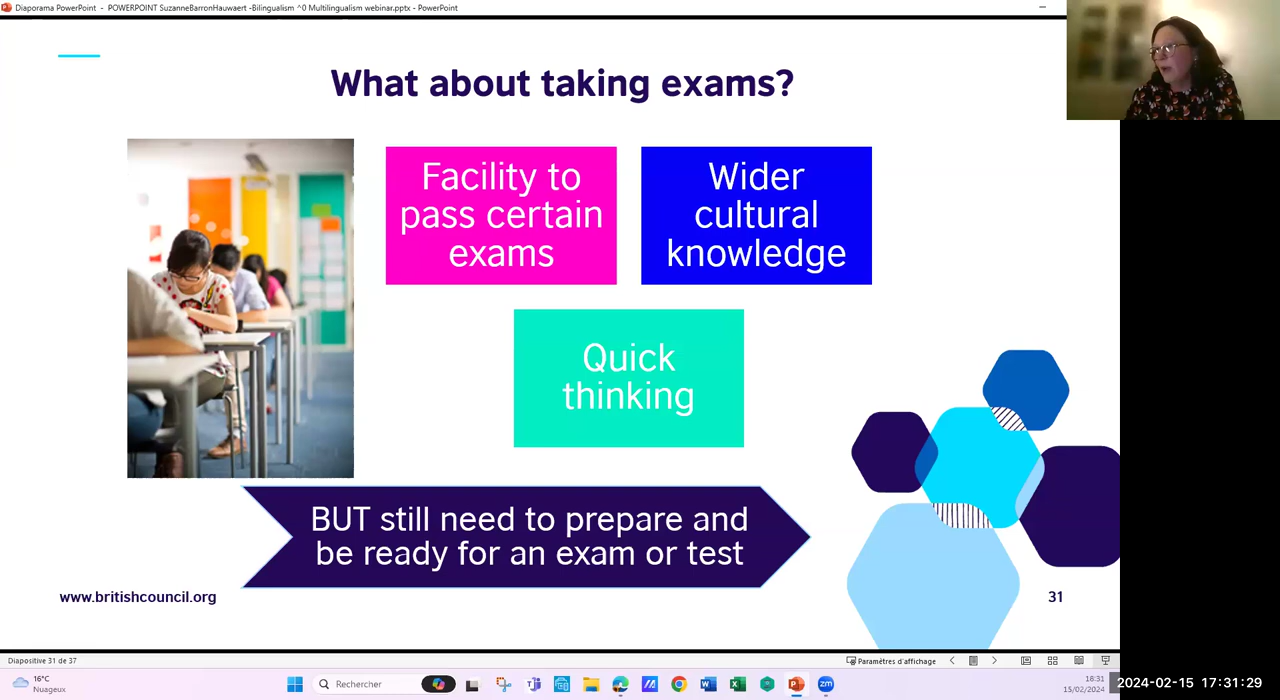 Diaporama PowerPoint - POWERPOINT SuzanneBarronHauwaert -Bilingualism ^0 Multilingualism webinar.pptx - PowerPoint
What about taking exams?
Facility to
pass certain
exams
Wider
cultural
knowledge
Quick
thinking
BUT still need to prepare and
be ready for an exam or test
www.britishcouncil.org
31
Diapositive 31 de 37
Paramètres d'affichage
16°C
Nuageux
Rechercher
zm
18:31
15/02/2024
2024-02-15 17:31:29